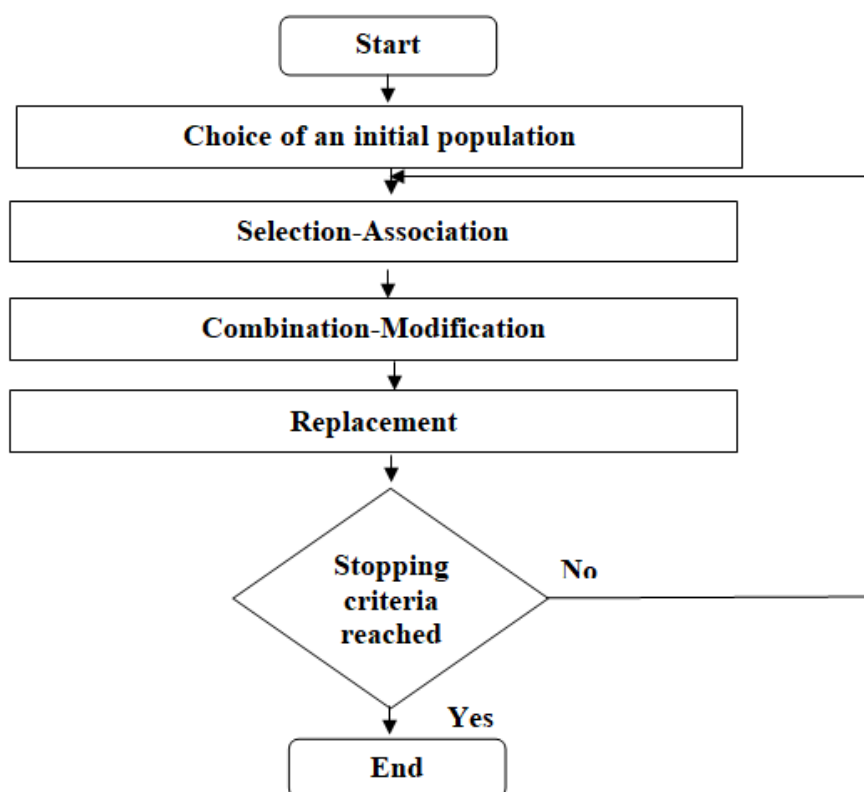 Start
Choice of an initial population
Selection-Association
Combination-Modification
Replacement
Stopping
criteria
reached
No
Yes
End